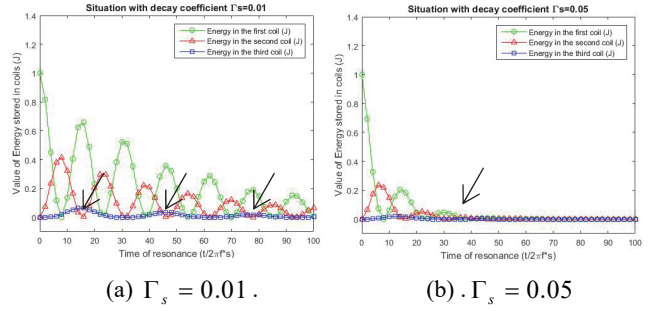 Situation with decay coefficient Γs=0.01
Value of Energy stored in coils (J)
1.4
1.2
1
0.8
0.6
0.4
0.2
0
Energy in the first coil (J)
Energy in the second coil (J)
Energy in the third coil (J)
0 10 20 30 40 50 60 70 80 90 100
Time of resonance (t/2πf*s)
(a) Γs = 0.01 .
Situation with decay coefficient Γs=0.05
Value of Energy stored in coils (J)
1.4
1.2
1
0.8
0.6
0.4
0.2
0
Energy in the first coil (J)
Energy in the second coil (J)
Energy in the third coil (J)
0 10 20 30 40 50 60 70 80 90 100
Time of resonance (t/2πf*s)
(b) . Γs = 0.05